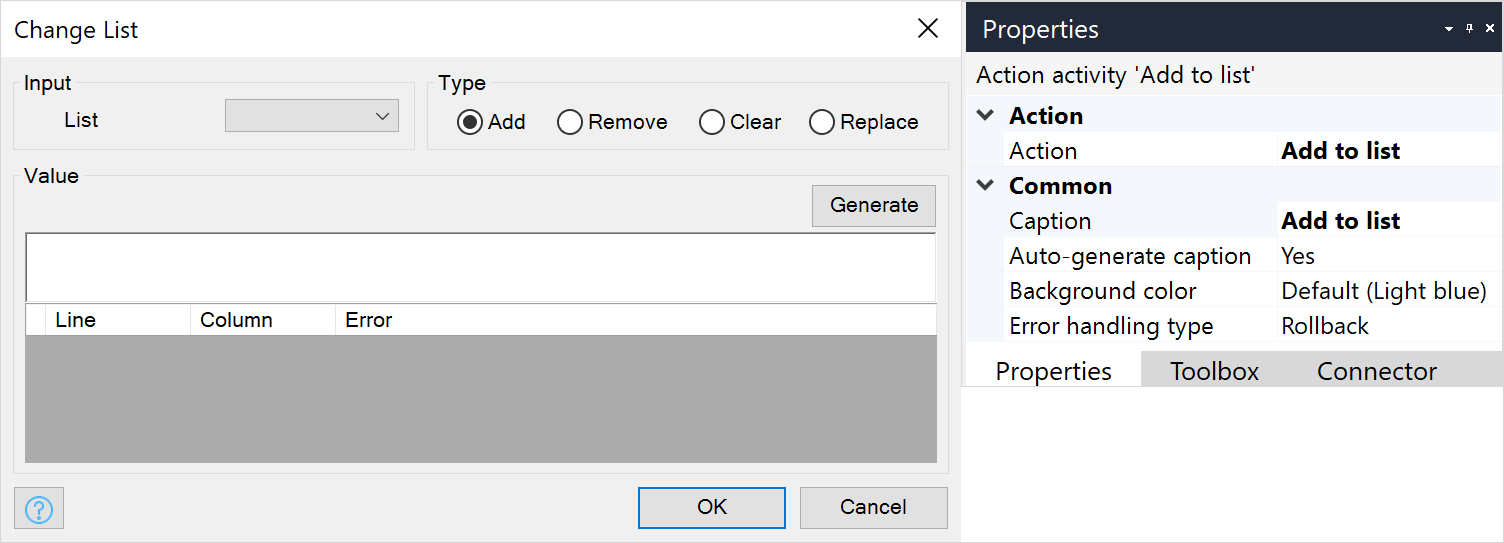 Change List
Input
List
Type
Add Remove Clear Replace
Value
Generate
Line Column Error
?
OK Cancel
Properties
Action activity 'Add to list'
Action
Action Add to list
Common
Caption Add to list
Auto-generate caption Yes
Background color Default (Light blue)
Error handling type Rollback
Properties Toolbox Connector